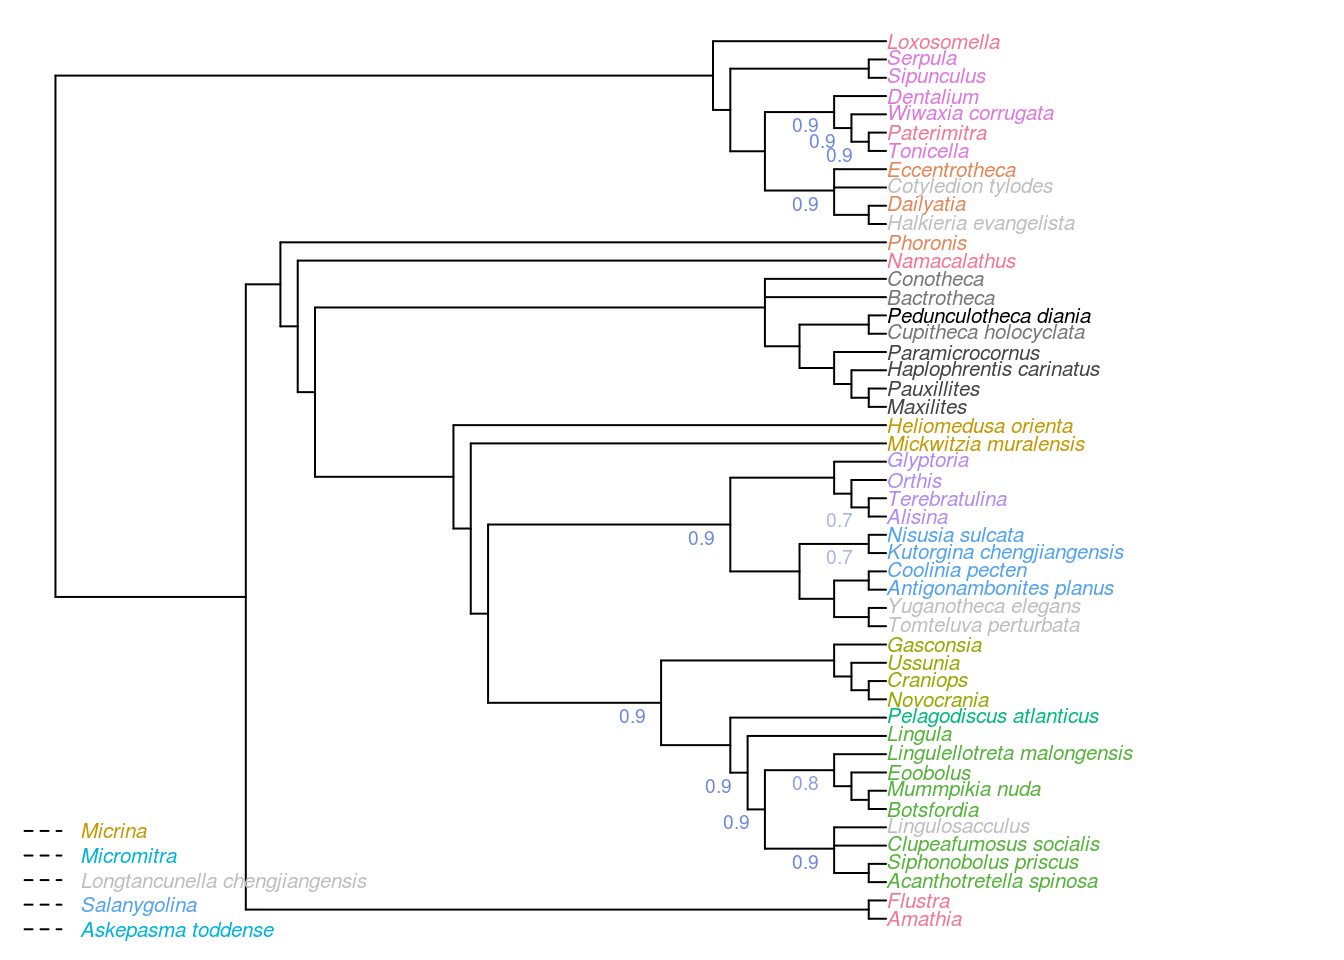 Loxosomella
Serpula
Sipunculus
Dentalium
Wiwaxia corrugata
0.9
Paterimitra
0.9
Tonicella
0.9
Eccentrotheca
Cotyledion tylodes
Dailyatia
0.9
Halkieria evangelista
Phoronis
Namacalathus
Conotheca
Bactrotheca
Pedunculotheca diania
Cupitheca holocyclata
Paramicrocornus
Haplophrentis carinatus
Pauxillites
Maxilites
Heliomedusa orienta
Mickwitzia muralensis
Glyptoria
Orthis
Terebratulina
Alisina
0.7
Nisusia sulcata
0.9
Kutorgina chengjiangensis
0.7
Coolinia pecten
Antigonambonites planus
Yuganotheca elegans
Tomteluva perturbata
Gasconsia
Ussunia
Craniops
Novocrania
Pelagodiscus atlanticus
0.9
Lingula
Lingulellotreta malongensis
Eoobolus
0.8
0.9
Mummpikia nuda
Botsfordia
0.9
Lingulosacculus
Clupeafumosus socialis
Siphonobolus priscus
0.9
Acanthotretella spinosa
Flustra
Amathia
Micrina
Micromitra
Longtancunella chengjiangensis
Salanygolina
Askepasma toddense